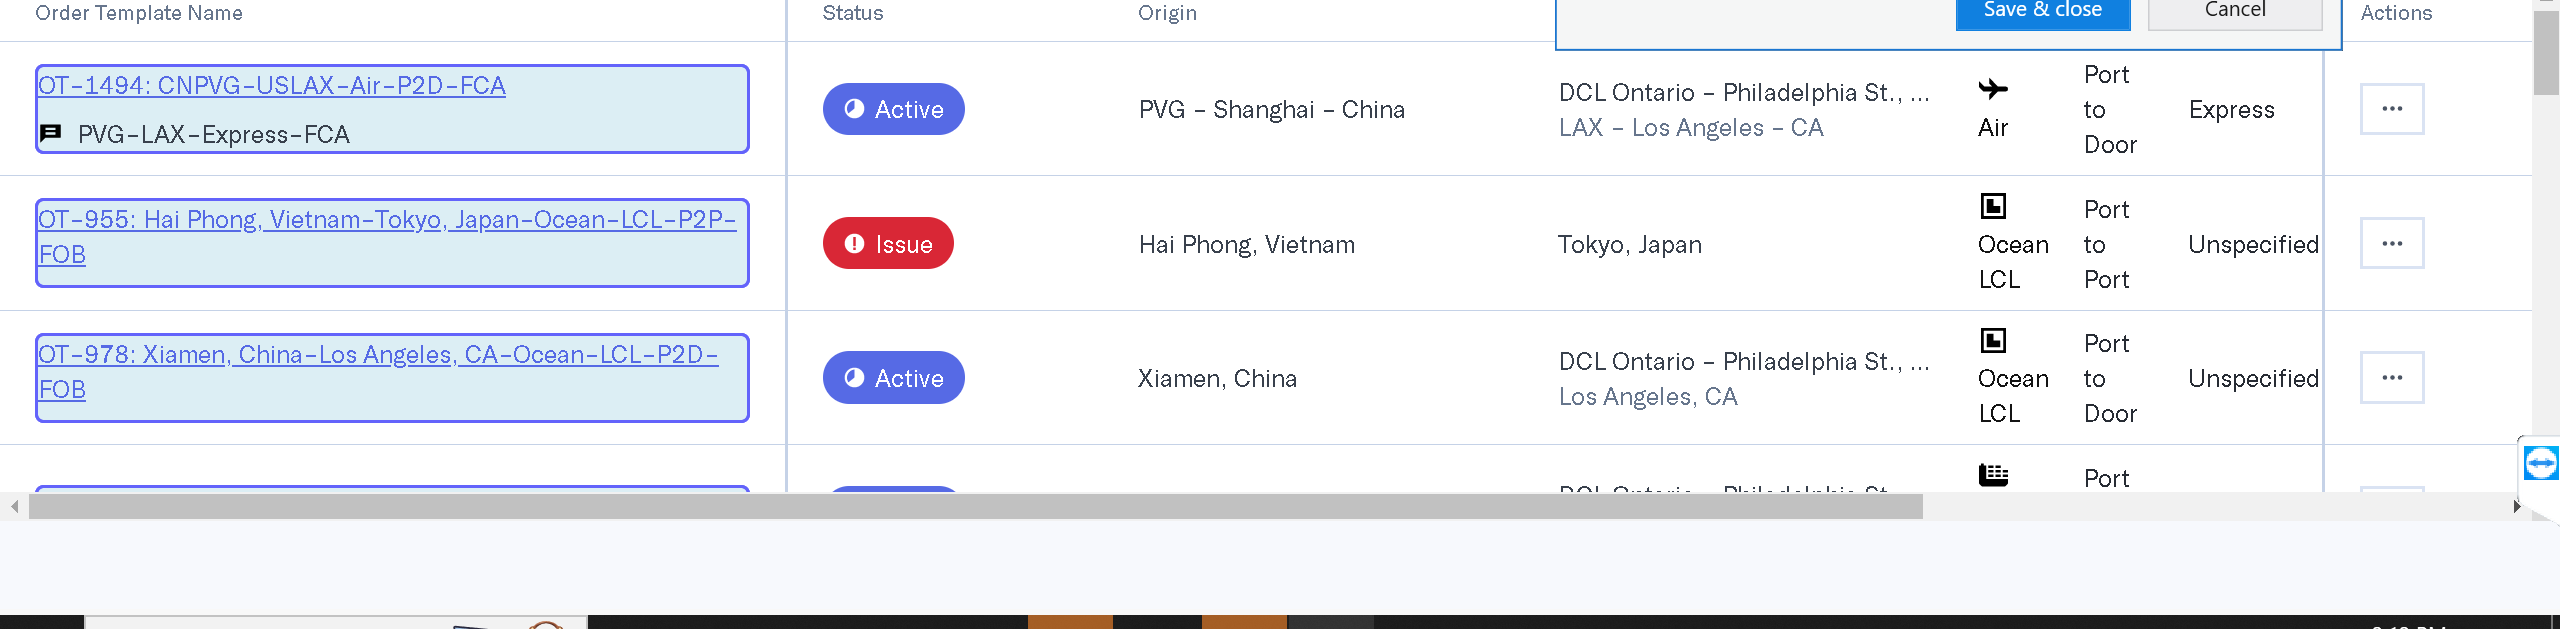 Order Template Name Status Origin Save & close Cancel Actions
OT-1494: CNPVG-USLAX-Air-P2D-FCA
PVG-LAX-Express-FCA
Active
PVG - Shanghai - China
DCL Ontario - Philadelphia St., ...
LAX - Los Angeles - CA
Air
Port
to
Door
Express
OT-955: Hai Phong, Vietnam-Tokyo, Japan-Ocean-LCL-P2P-
FOB
Issue
Hai Phong, Vietnam
Tokyo, Japan
Ocean
LCL
Port
to
Port
Unspecified
OT-978: Xiamen, China-Los Angeles, CA-Ocean-LCL-P2D-
FOB
Active
Xiamen, China
DCL Ontario - Philadelphia St., ...
Los Angeles, CA
Ocean
LCL
Port
to
Door
Unspecified
Port